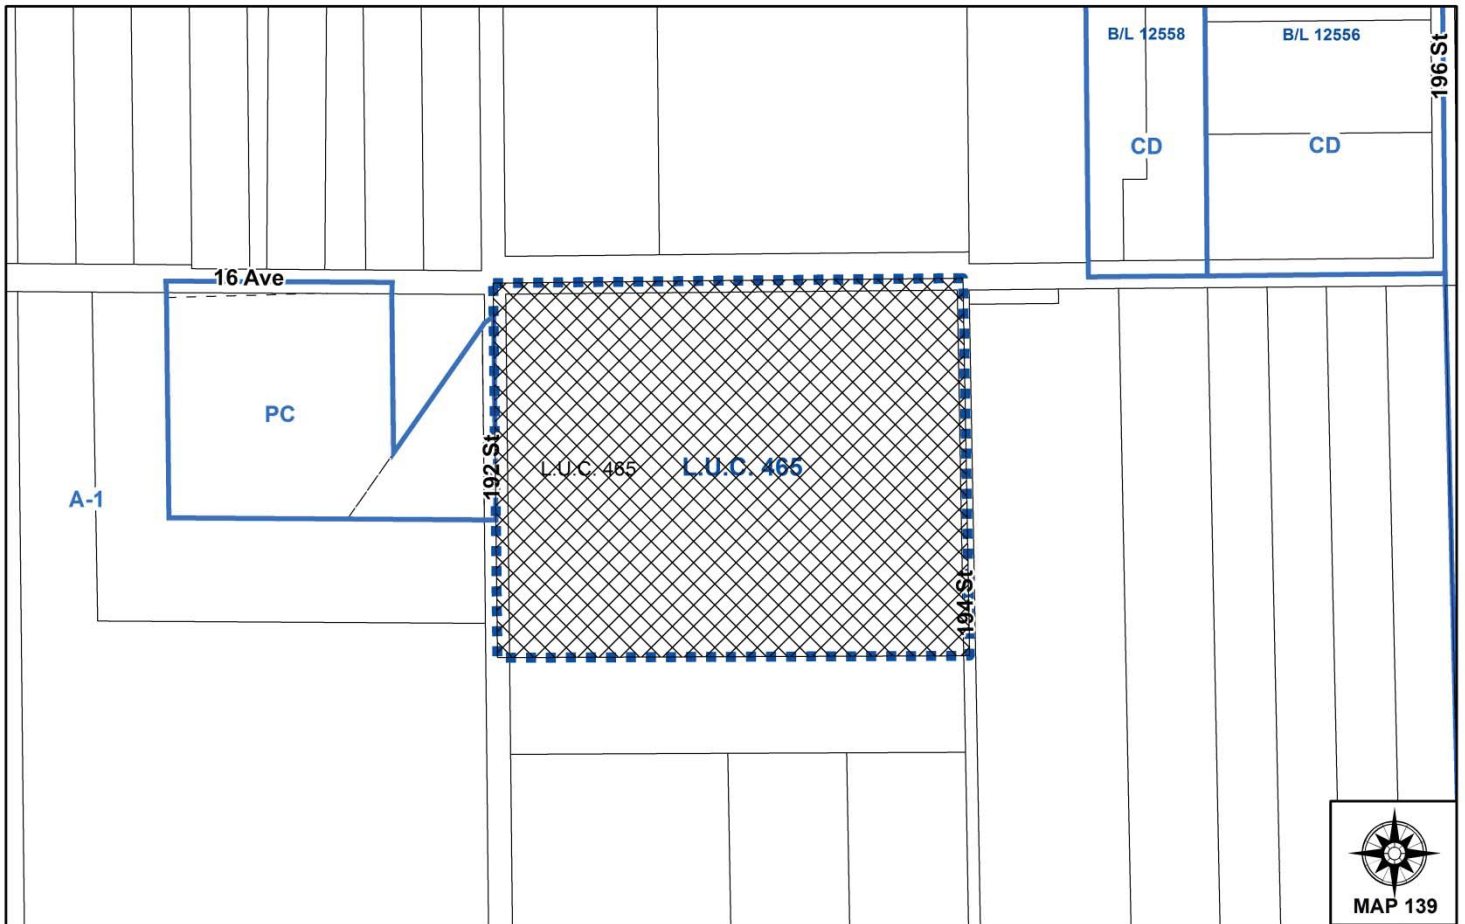 B/L 12558
B/L 12556
196 St
CD
CD
16 Ave
PC
192 St
L.U.C. 465
L.U.C. 465
A-1
194 St
MAP 139